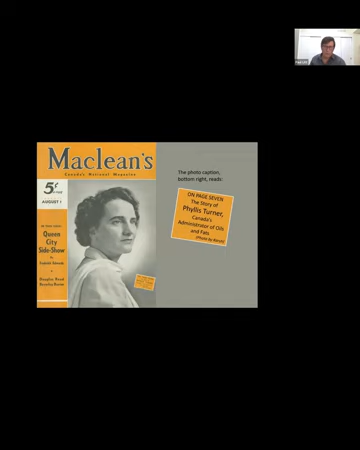 Maclean's
Canada's National Magazine
5¢
AUGUST 1
Queen
City
Side-Show
The photo caption,
bottom right, reads:
ON PAGE SEVEN
The Story of
Phyllis Turner,
Canada's
Administrator of Oils
and Fats
(Photo by Karsh)